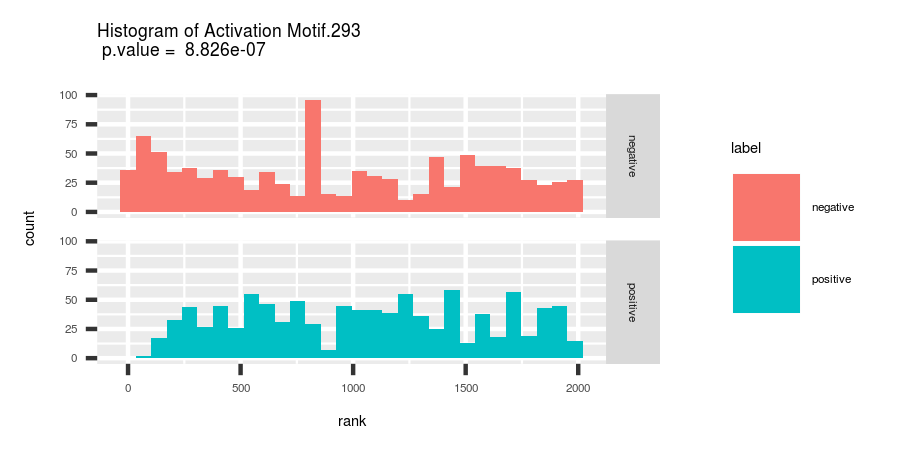 Histogram of Activation Motif.293
p.value = 8.826e-07
count
100
75
50
25
0
negative
100
75
50
25
0
positive
0 500 1000 1500 2000
rank
label
negative
positive